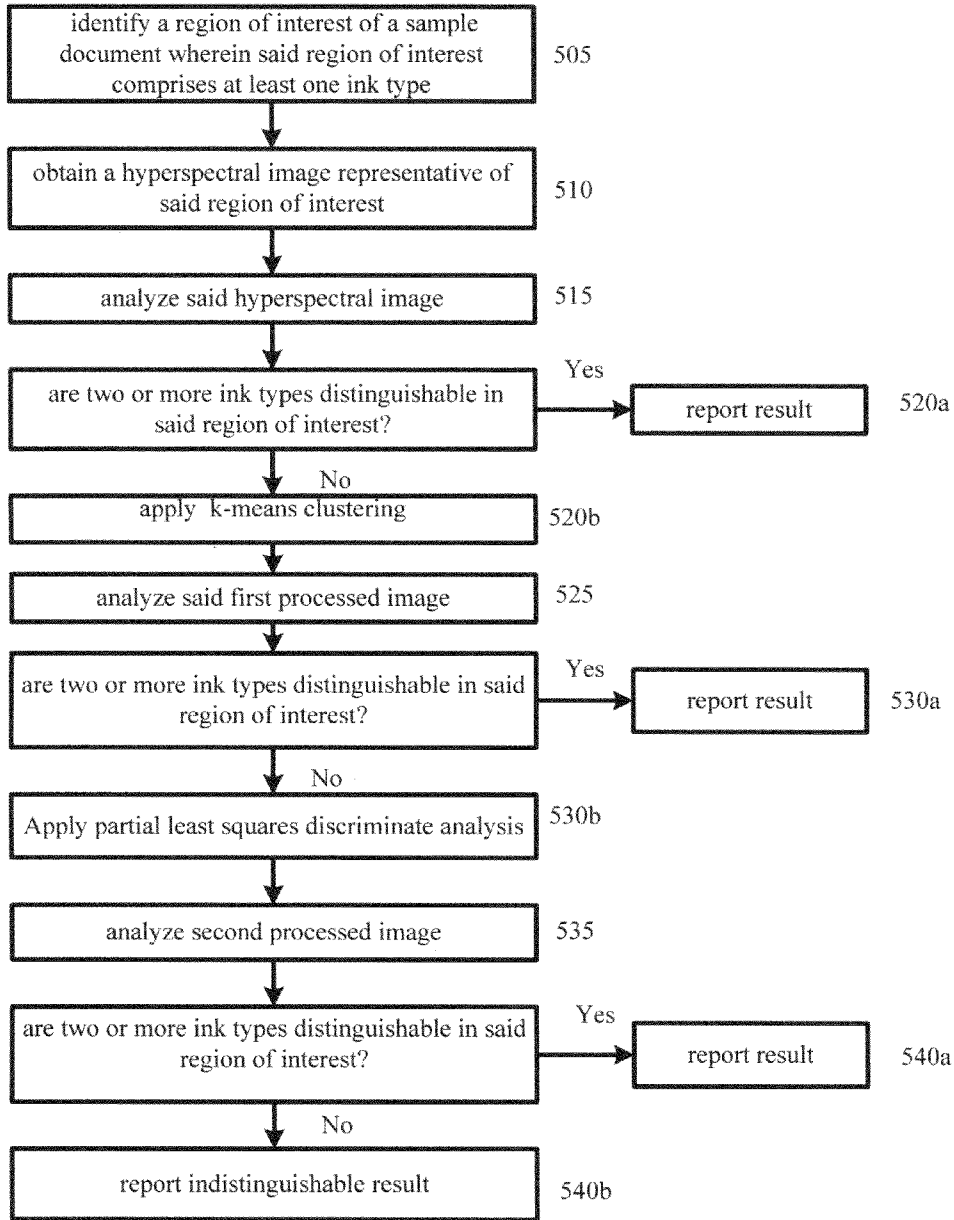 identify a region of interest of a sample
document wherein said region of interest
comprises at least one ink type
505
obtain a hyperspectral image representative of
said region of interest
510
analyze said hyperspectral image
515
are two or more ink types distinguishable in
said region of interest?
Yes
report result
520a
No
apply k-means clustering
520b
analyze said first processed image
525
are two or more ink types distinguishable in said
region of interest?
Yes
report result
530a
No
Apply partial least squares discriminate analysis
530b
analyze second processed image
535
are two or more ink types distinguishable in said
region of interest?
Yes
report result
540a
No
report indistinguishable result
540b